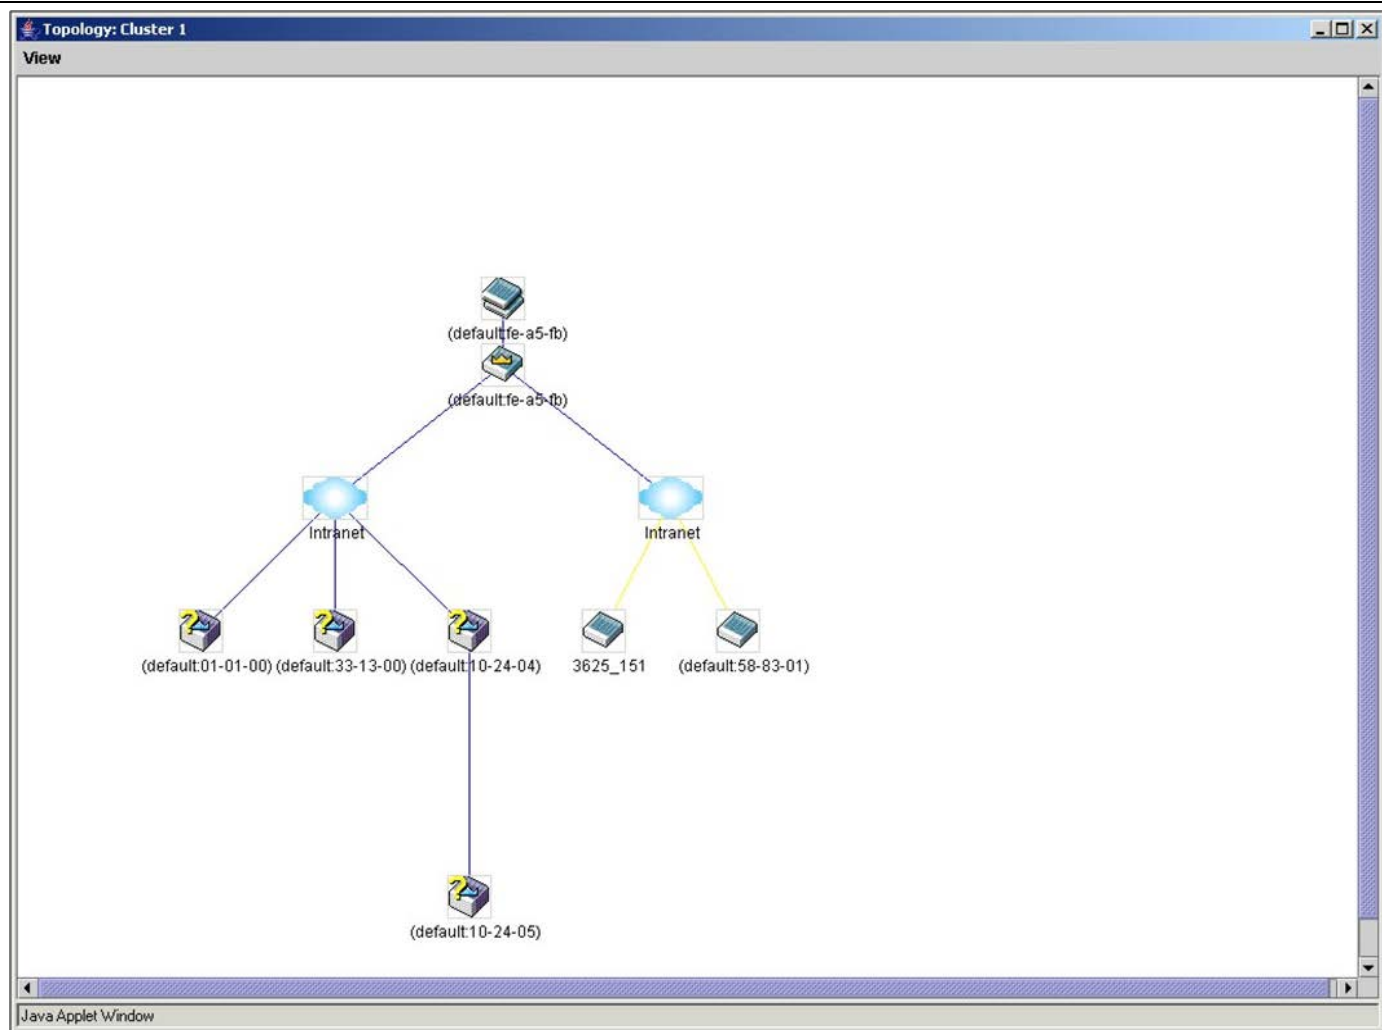 Topology: Cluster 1
View
(default:fe-a5-fb)
(default:fe-a5-fb)
Intranet Intranet
(default:01-01-00) (default:33-13-00) (default:10-24-04) 3625_151 (default:58-83-01)
(default:10-24-05)
Java Applet Window